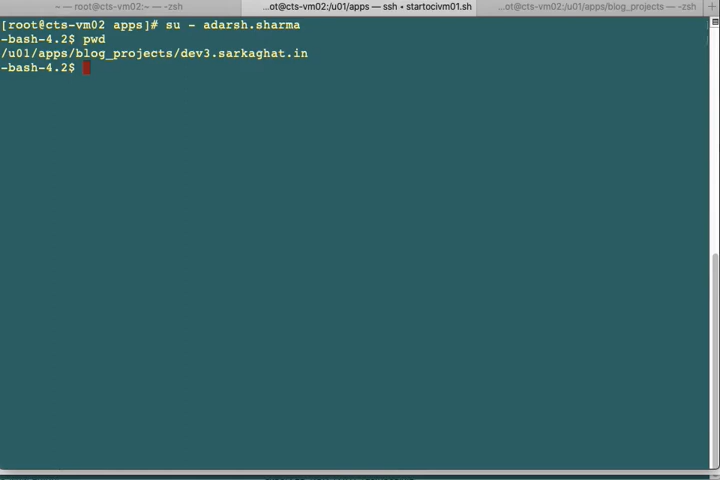 ~ — root@cts-vm02:~ — -zsh
...ot@cts-vm02:/u01/apps — ssh • startocivm01.sh
...ot@cts-vm02:/u01/apps/blog_projects — -zsh
[root@cts-vm02 apps]# su - adarsh.sharma
-bash-4.2$ pwd
/u01/apps/blog_projects/dev3.sarkaghat.in
-bash-4.2$